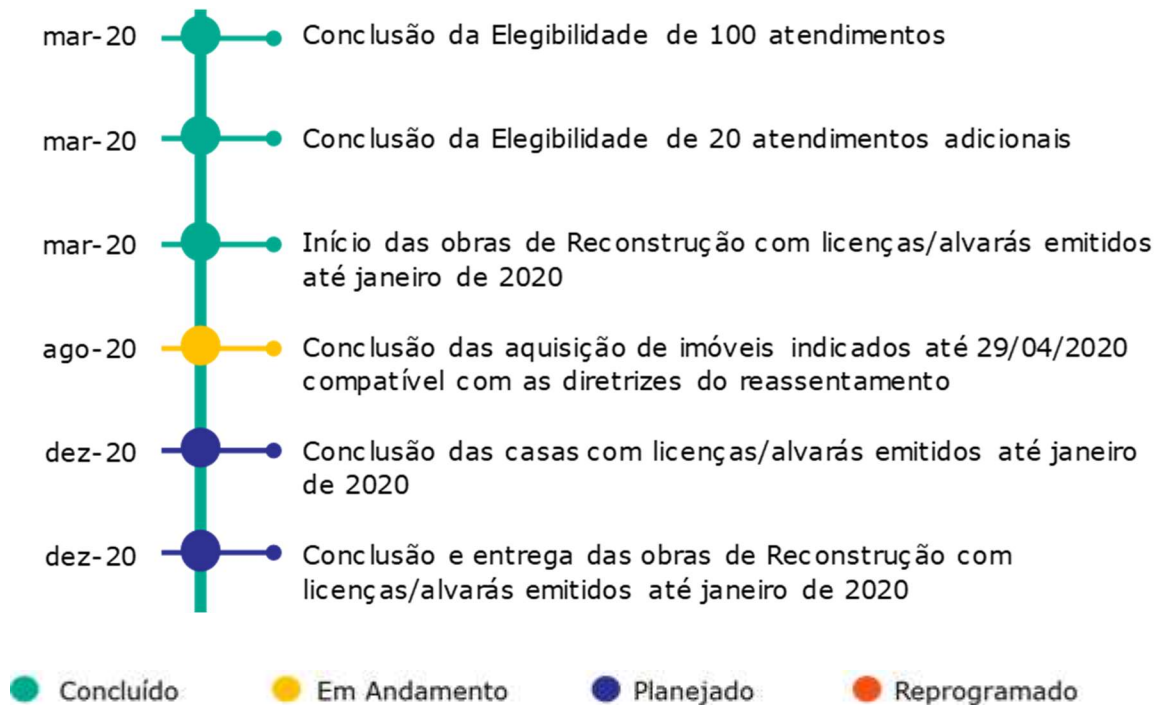 mar-20 Conclusão da Elegibilidade de 100 atendimentos
mar-20 Conclusão da Elegibilidade de 20 atendimentos adicionais
mar-20 Início das obras de Reconstrução com licenças/alvarás emitidos
até janeiro de 2020
ago-20 Conclusão das aquisição de imóveis indicados até 29/04/2020
compatível com as diretrizes do reassentamento
dez-20 Conclusão das casas com licenças/alvarás emitidos até janeiro
de 2020
dez-20 Conclusão e entrega das obras de Reconstrução com
licenças/alvarás emitidos até janeiro de 2020
Concluído Em Andamento Planejado Reprogramado